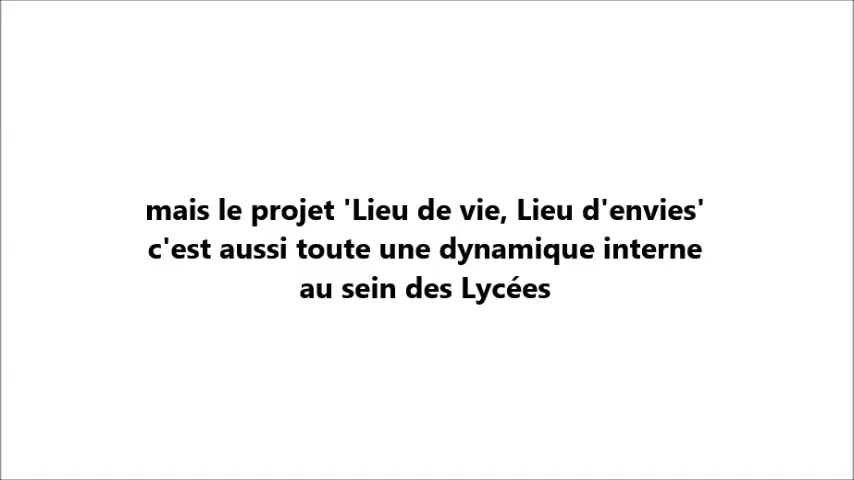 mais le projet 'Lieu de vie, Lieu d'envies'
c'est aussi toute une dynamique interne
au sein des Lycées